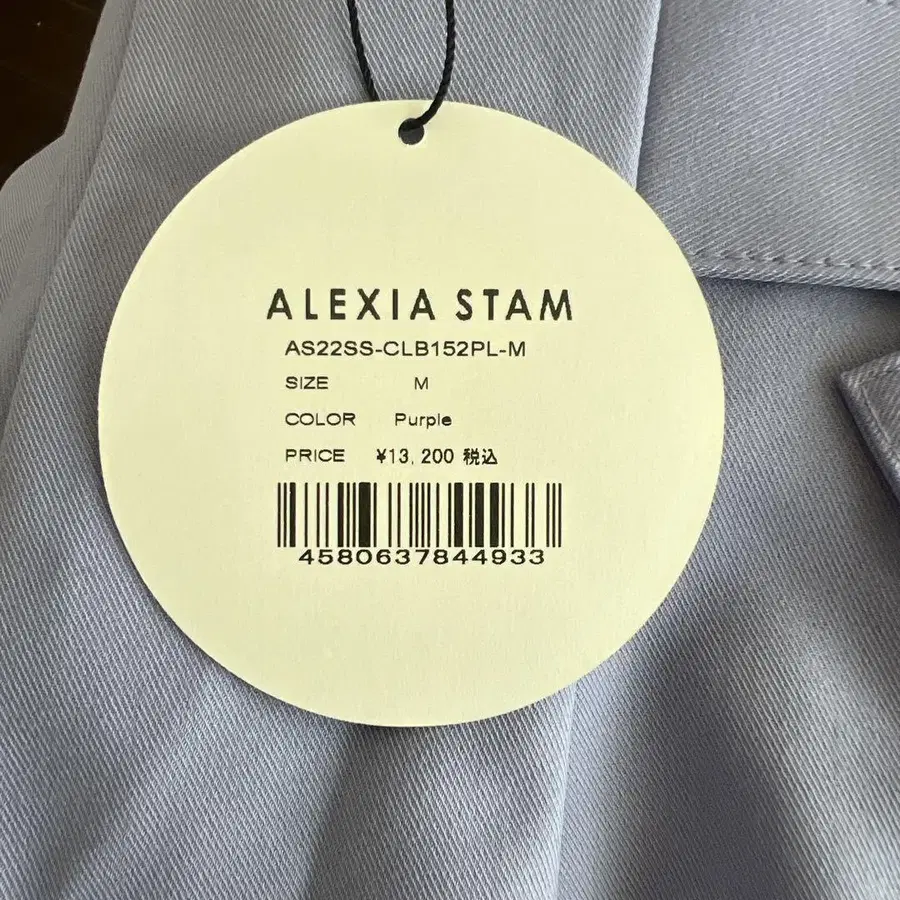 ALEXIA STAM
AS22SS-CLB152PL-M
SIZE M
COLOR Purple
PRICE ¥13,200 税込
4580637844933